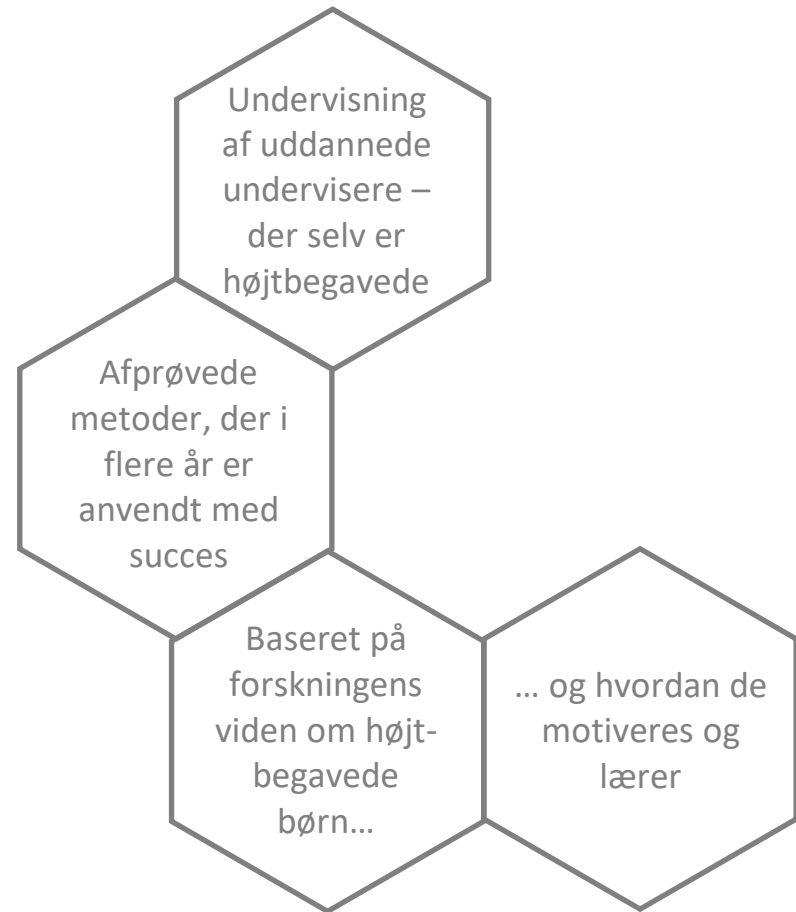 Undervisning
af uddannede
undervisere –
der selv er
højtbegavede
Afprøvede
metoder, der i
flere år er
anvendt med
succes
Baseret på
forskningens
viden om højt-
begavede
børn…
… og hvordan de
motiveres og
lærer